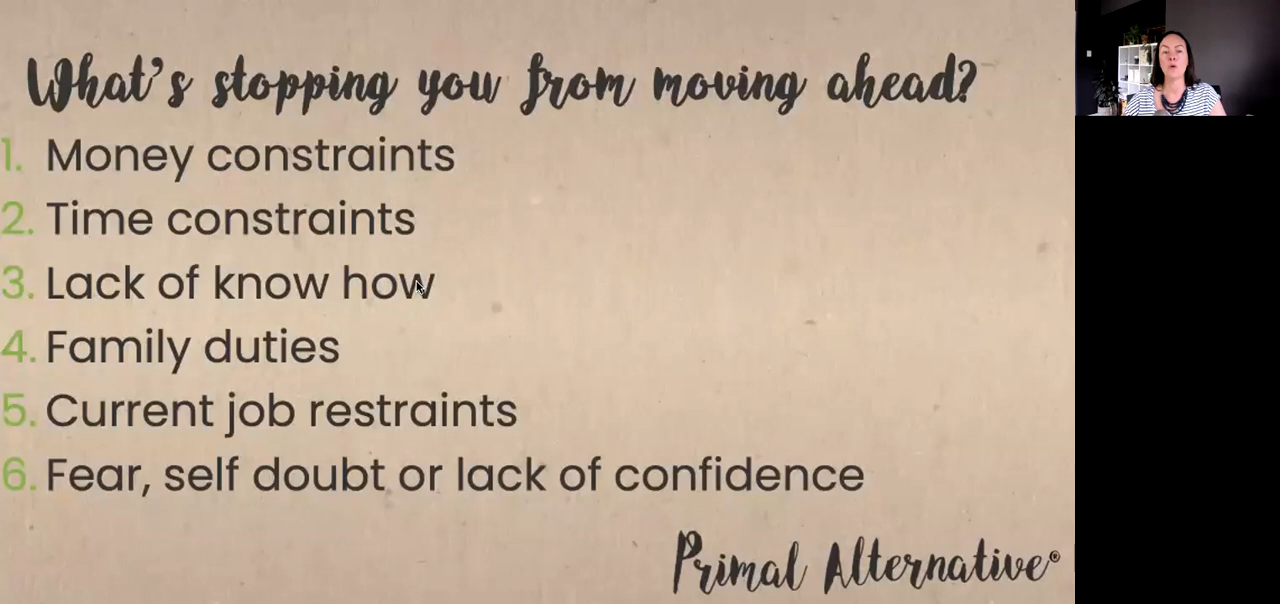 What's stopping you from moving ahead?
1. Money constraints
2. Time constraints
3. Lack of know how
4. Family duties
5. Current job restraints
6. Fear, self doubt or lack of confidence
Primal Alternative®